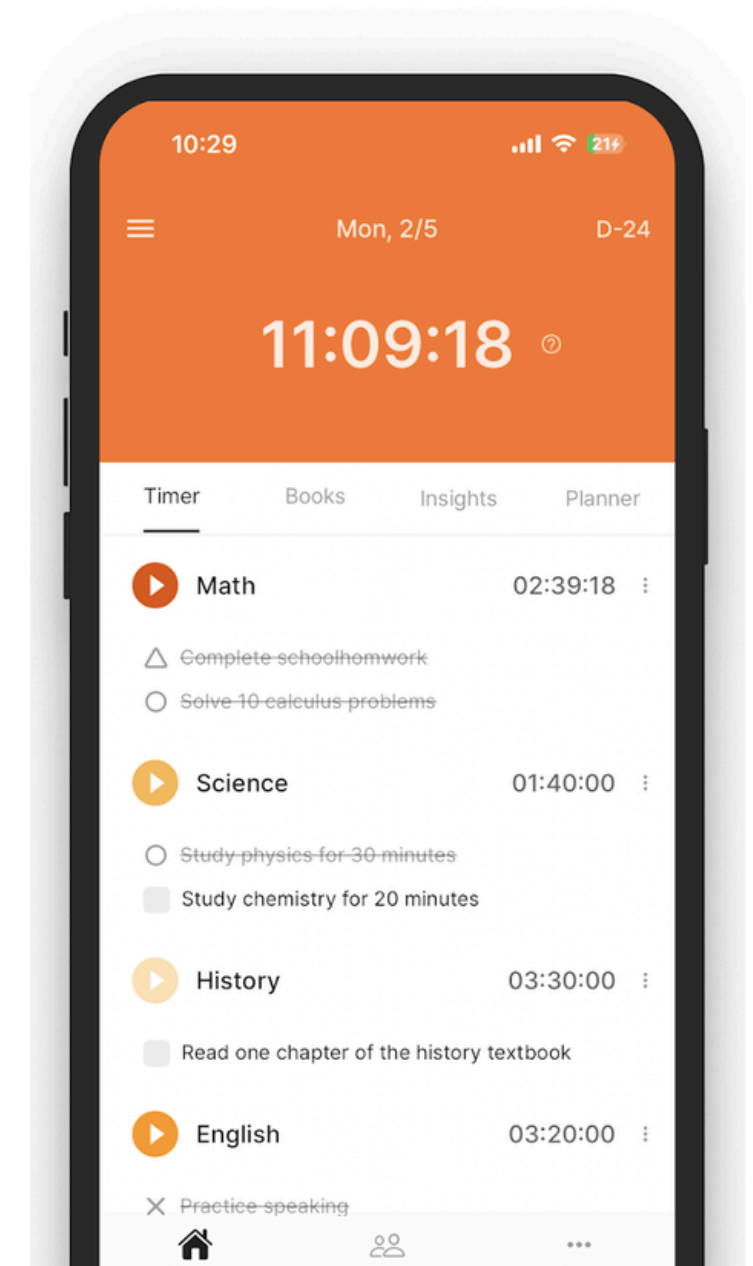 10:29
21
Mon, 2/5 D-24
11:09:18 ?
Timer Books Insights Planner
Math 02:39:18
Complete schoolhomwork
Solve 10 calculus problems
Science 01:40:00
Study physics for 30 minutes
Study chemistry for 20 minutes
History 03:30:00
Read one chapter of the history textbook
English 03:20:00
Practice speaking